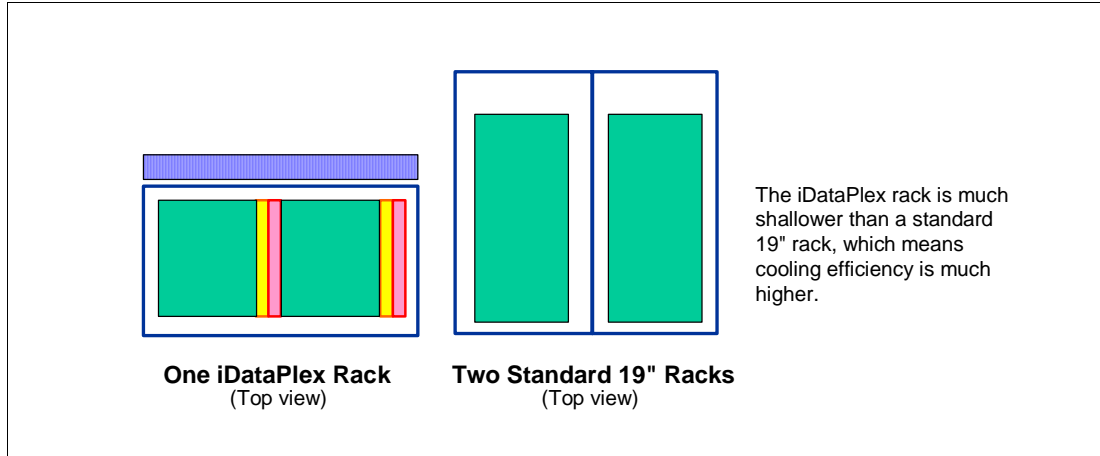 The iDataPlex rack is much
shallower than a standard
19" rack, which means
cooling efficiency is much
higher.
One iDataPlex Rack
(Top view)
Two Standard 19" Racks
(Top view)